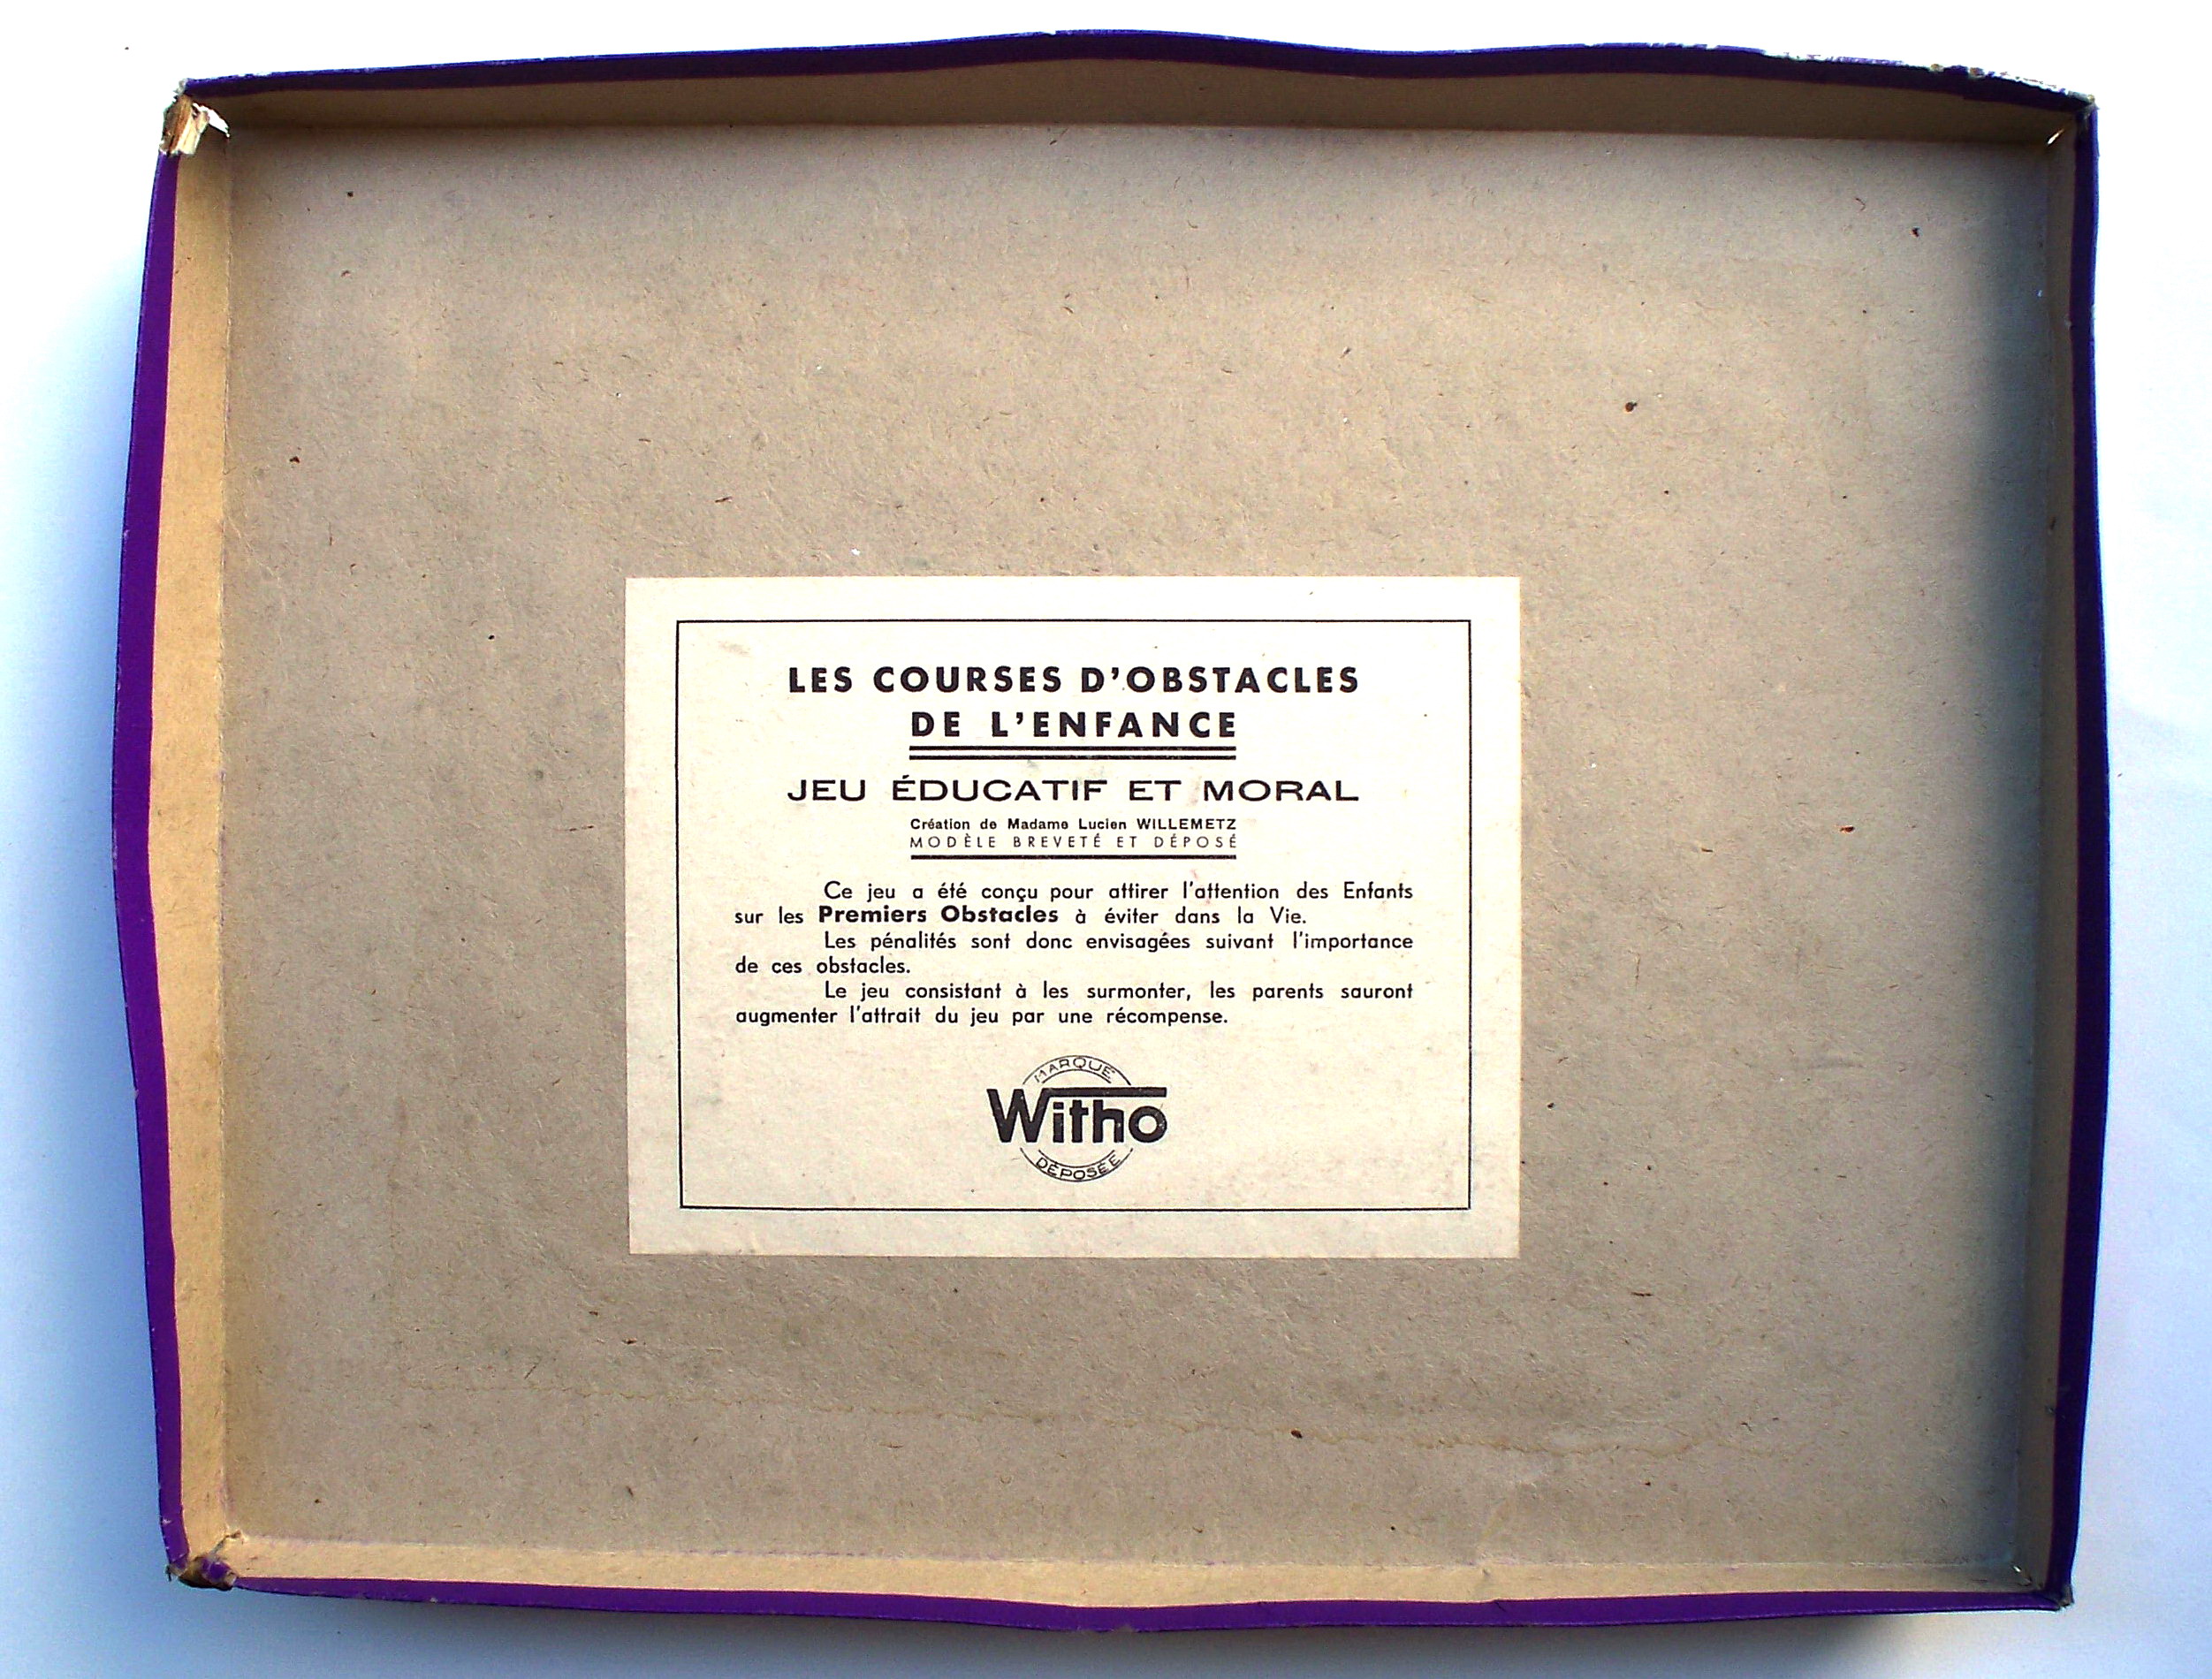 LES COURSES D'OBSTACLES
DE L'ENFANCE
JEU ÉDUCATIF ET MORAL
Création de Madame Lucien WILLEMETZ
MODÈLE BREVETÉ ET DÉPOSÉ
Ce jeu a été conçu pour attirer l'attention des Enfants
sur les Premiers Obstacles à éviter dans la Vie.
Les pénalités sont donc envisagées suivant l'importance
de ces obstacles.
Le jeu consistant à les surmonter, les parents sauront
augmenter l'attrait du jeu par une récompense.
MARQUE
Witho
DÉPOSÉE